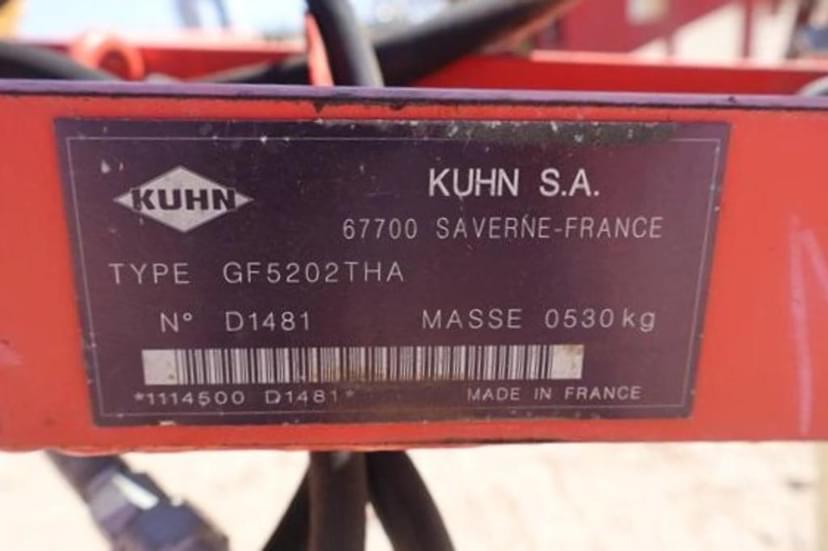 KUHN
KUHN S.A.
67700 SAVERNE-FRANCE
TYPE GF5202THA
N° D1481 MASSE 0530kg
*1114500 D1481* MADE IN FRANCE